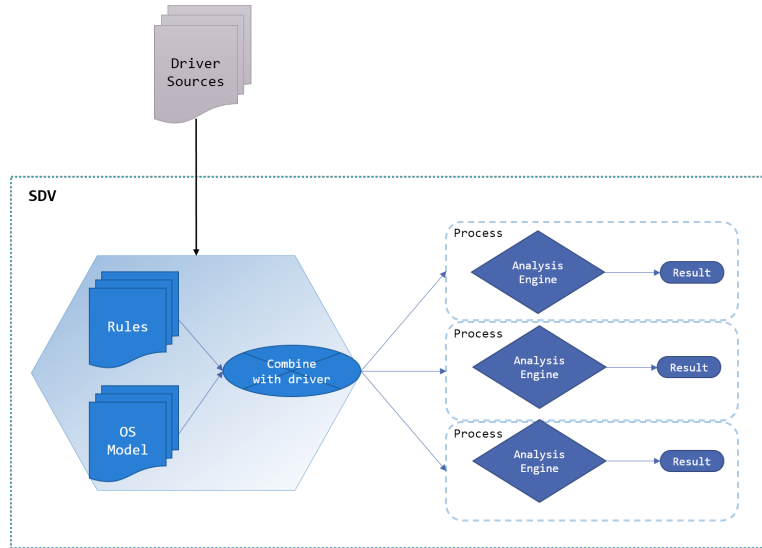 Driver
Sources
SDV
Rules
OS
Model
Combine
with driver
Process
Analysis
Engine
Result
Process
Analysis
Engine
Result
Process
Analysis
Engine
Result